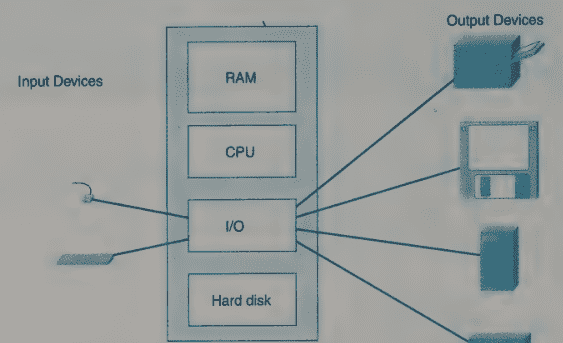 Output Devices
Input Devices
RAM
CPU
I/O
Hard disk